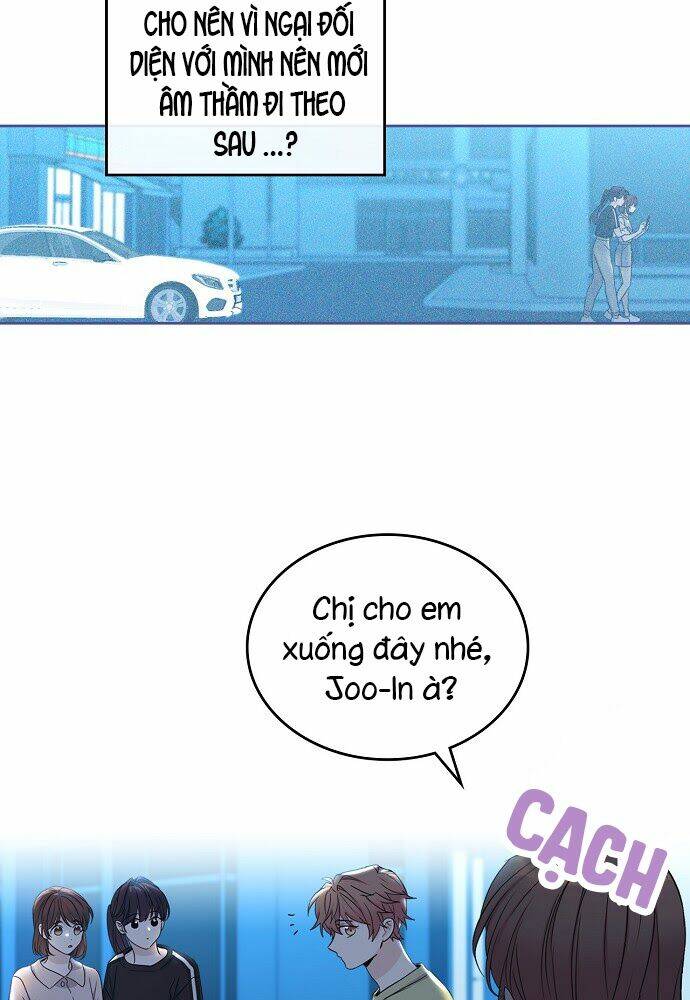 CHO NÊN VÌ NGẠI ĐỐI
DIỆN VỚI MÌNH NÊN MỚI
ÂM THẦM ĐI THEO
SAU ...?
Chị cho em
xuống đây nhé,
Joo-In à?
CẠCH